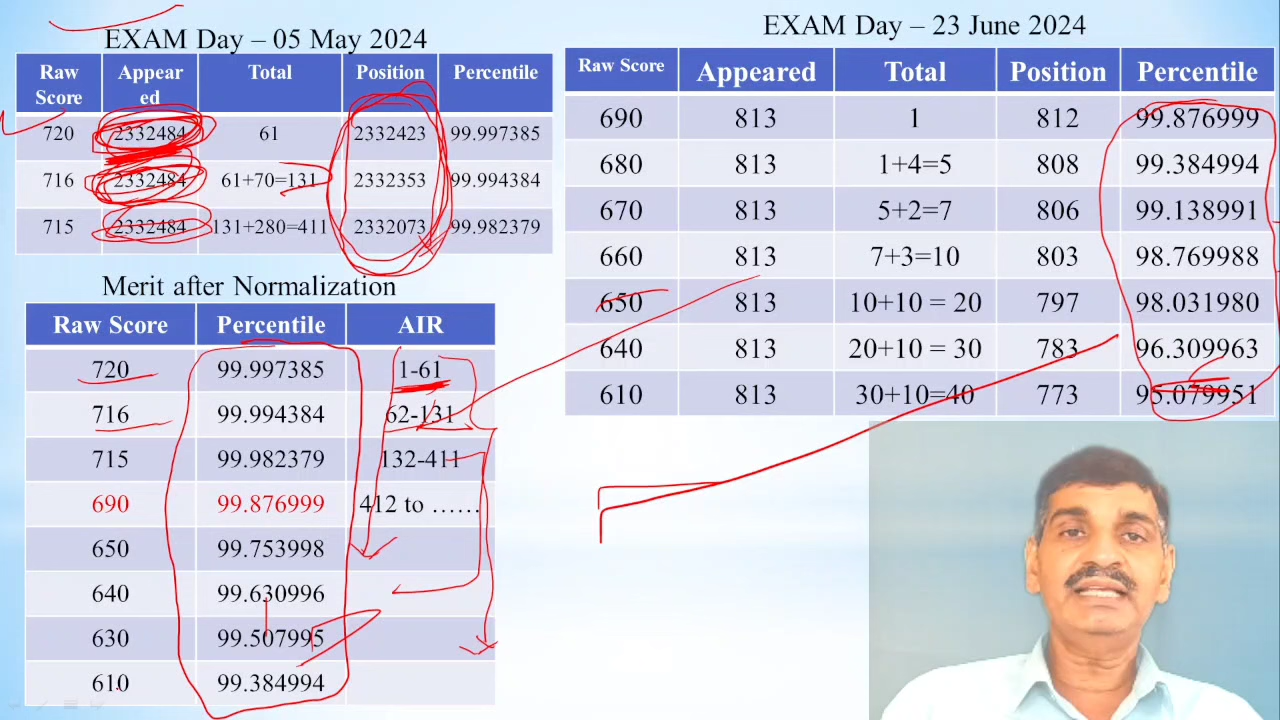 EXAM Day – 05 May 2024
Raw Score Appear ed Total Position Percentile
720 2332484 61 2332423 99.997385
716 2332484 61+70=131 2332353 99.994384
715 2332484 131+280=411 2332073 99.982379
Merit after Normalization
Raw Score Percentile AIR
720 99.997385 1-61
716 99.994384 62-131
715 99.982379 132-411
690 99.876999 412 to ......
650 99.753998
640 99.630996
630 99.507995
610 99.384994
EXAM Day – 23 June 2024
Raw Score Appeared Total Position Percentile
690 813 1 812 99.876999
680 813 1+4=5 808 99.384994
670 813 5+2=7 806 99.138991
660 813 7+3=10 803 98.769988
650 813 10+10 = 20 797 98.031980
640 813 20+10 = 30 783 96.309963
610 813 30+10=40 773 95.079951